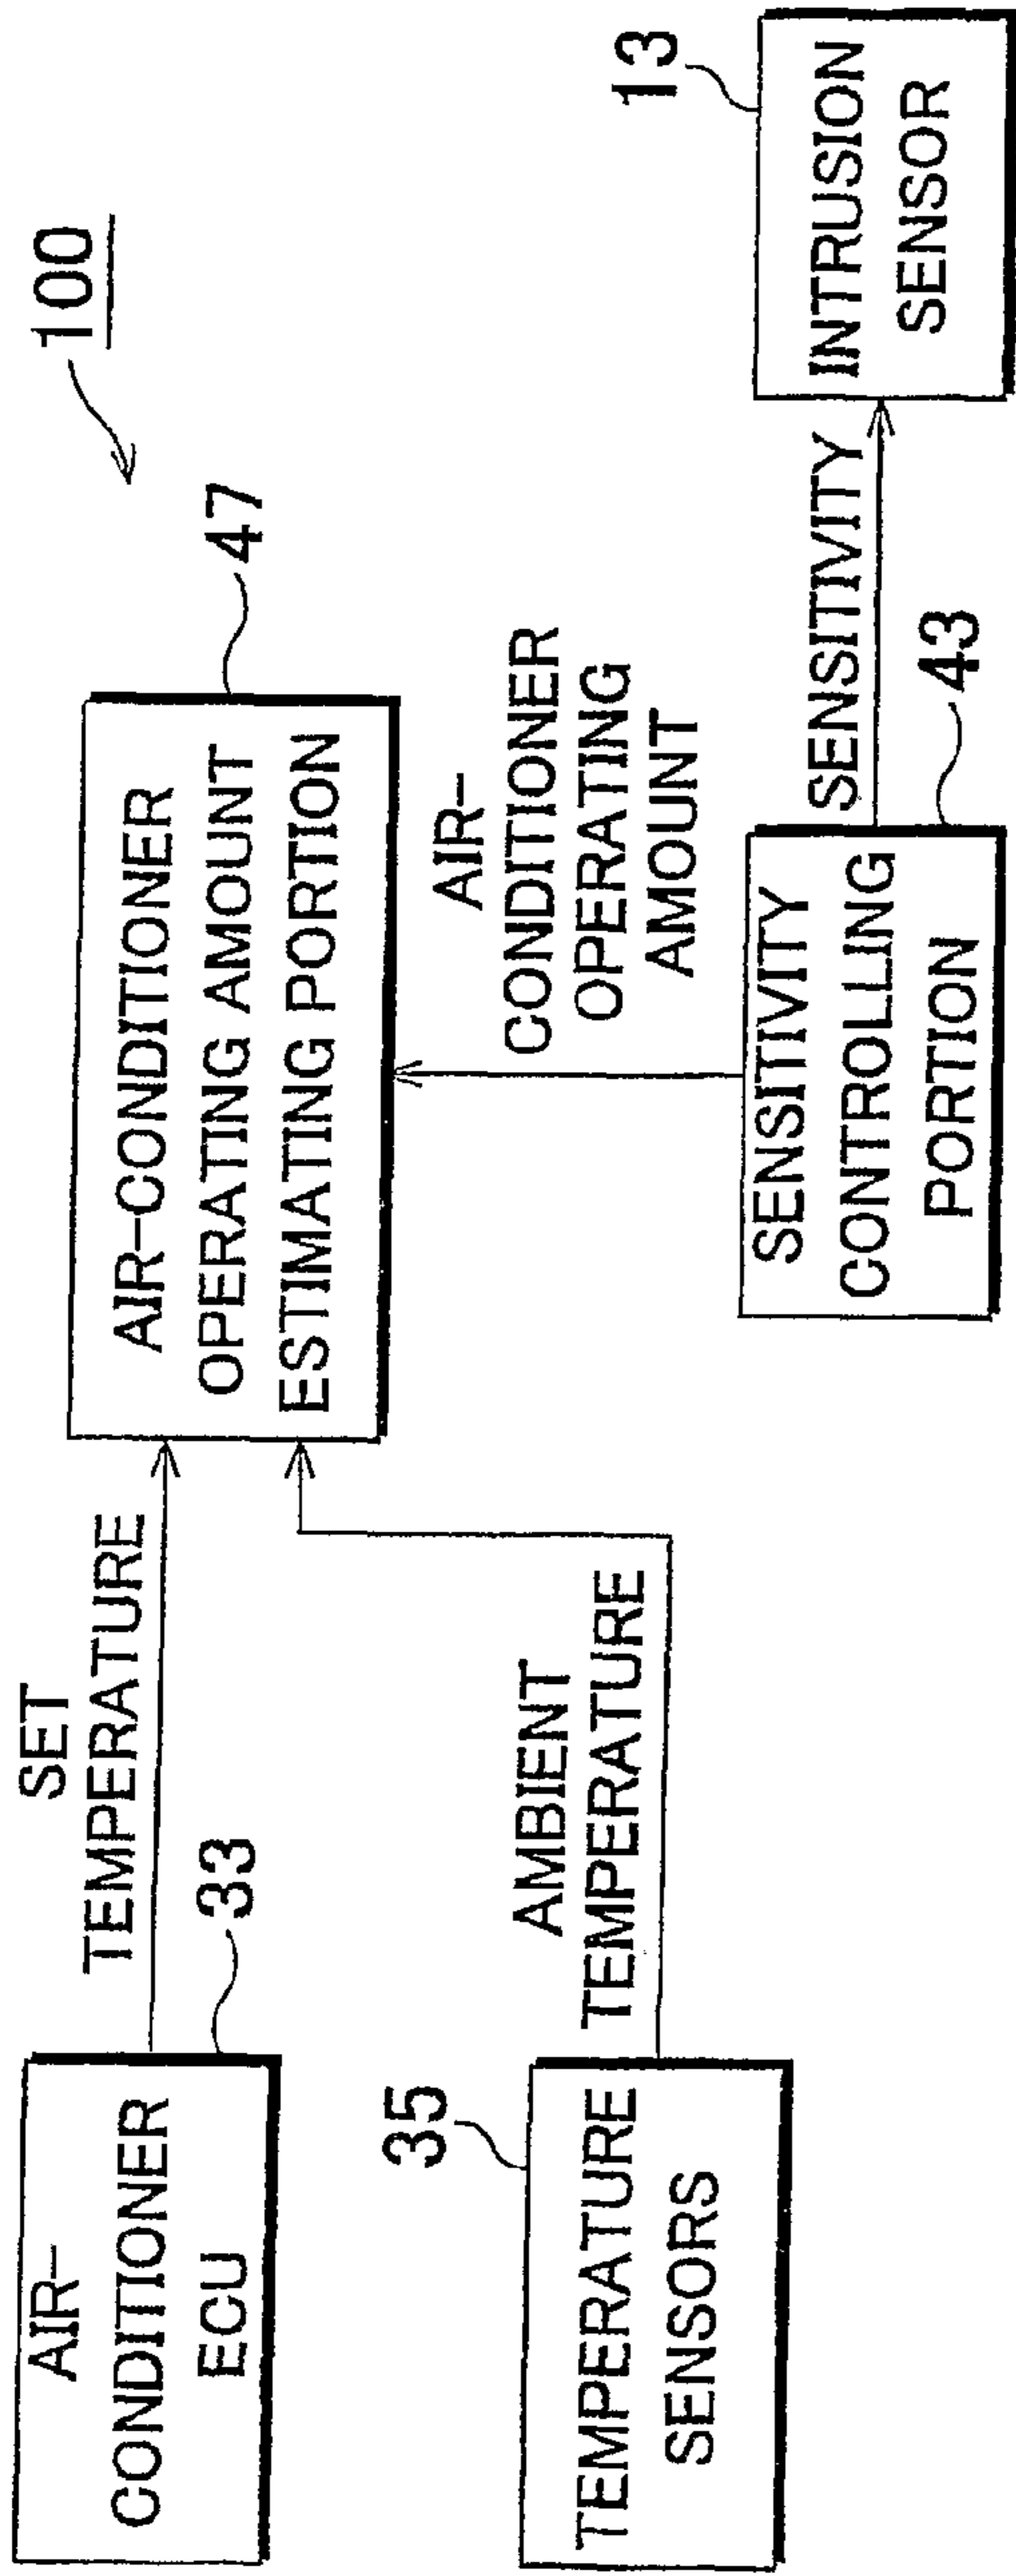 100
AIR-
CONDITIONER
ECU
33
SET
TEMPERATURE
AIR-CONDITIONER
OPERATING AMOUNT
ESTIMATING PORTION
47
35
TEMPERATURE
SENSORS
AMBIENT
TEMPERATURE
AIR-
CONDITIONER
OPERATING
AMOUNT
SENSITIVITY
CONTROLLING
PORTION
43
SENSITIVITY
13
INTRUSION
SENSOR